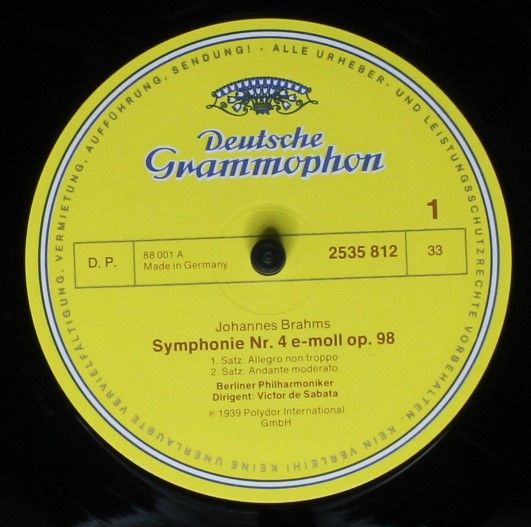 ALLE URHEBER- UND LEISTUNGSSCHUTZRECHTE VORBEHALTEN. KEIN VERLEIH! KEINE UNERLAUBTE VERVIELFÄLTIGUNG, VERMIETUNG, AUFFÜHRUNG, SENDUNG! ·
Deutsche
Grammophon
1
D. P.
88 001 A
Made in Germany
2535 812
33
Johannes Brahms
Symphonie Nr. 4 e-moll op. 98
1. Satz: Allegro non troppo
2. Satz: Andante moderato
Berliner Philharmoniker
Dirigent: Victor de Sabata
℗ 1939 Polydor International
GmbH